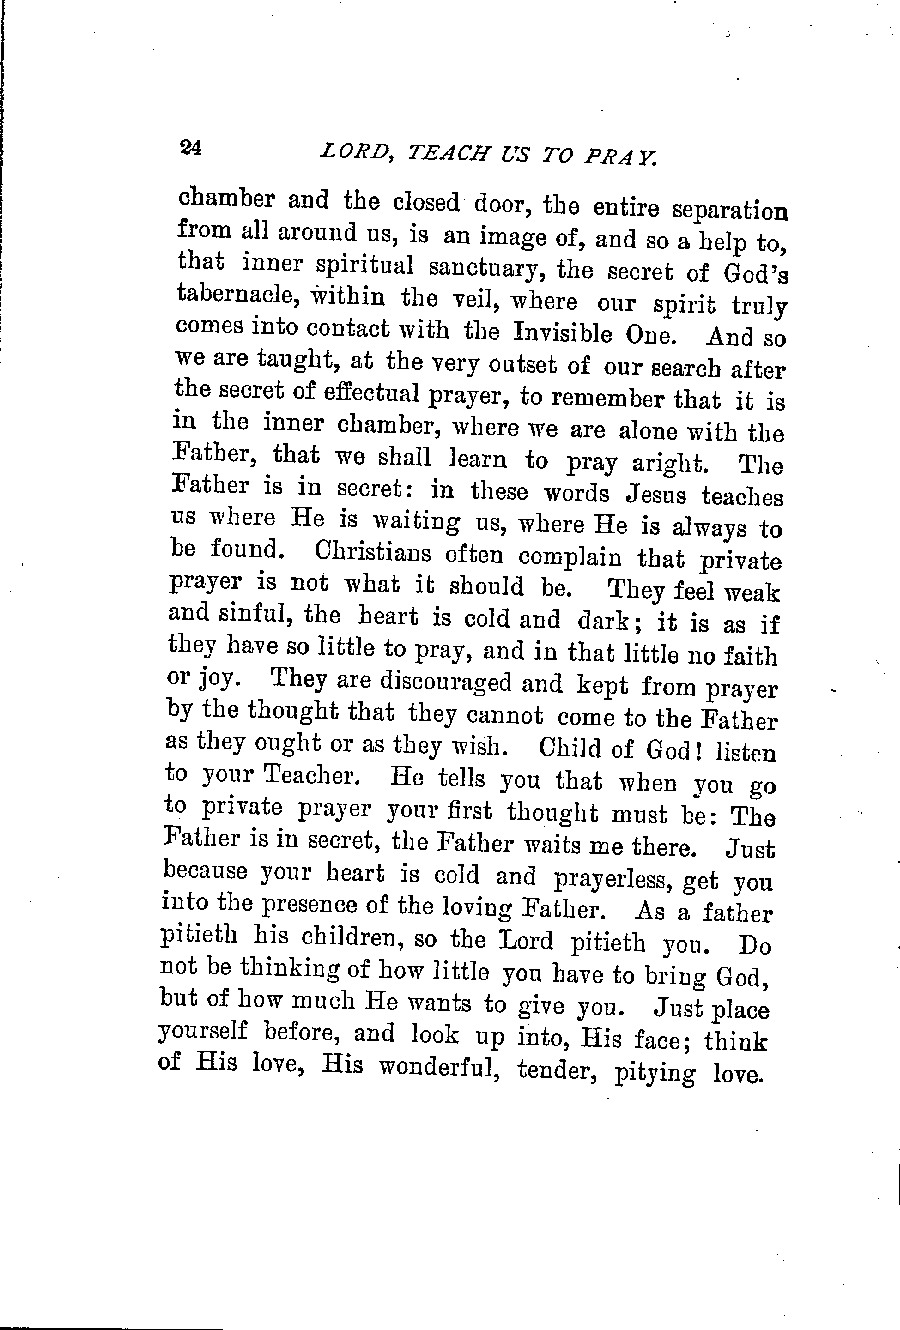 24 LORD, TEACH US TO PRAY.
chamber and the closed door, the entire separation
from all around us, is an image of, and so a help to,
that inner spiritual sanctuary, the secret of God's
tabernacle, within the veil, where our spirit truly
comes into contact with the Invisible One. And so
we are taught, at the very outset of our search after
the secret of effectual prayer, to remember that it is
in the inner chamber, where we are alone with the
Father, that we shall learn to pray aright. The
Father is in secret: in these words Jesus teaches
us where He is waiting us, where He is always to
be found. Christians often complain that private
prayer is not what it should be. They feel weak
and sinful, the heart is cold and dark; it is as if
they have so little to pray, and in that little no faith
or joy. They are discouraged and kept from prayer
by the thought that they cannot come to the Father
as they ought or as they wish. Child of God! listen
to your Teacher. He tells you that when you go
to private prayer your first thought must be: The
Father is in secret, the Father waits me there. Just
because your heart is cold and prayerless, get you
into the presence of the loving Father. As a father
pitieth his children, so the Lord pitieth you. Do
not be thinking of how little you have to bring God,
but of how much He wants to give you. Just place
yourself before, and look up into, His face; think
of His love, His wonderful, tender, pitying love.